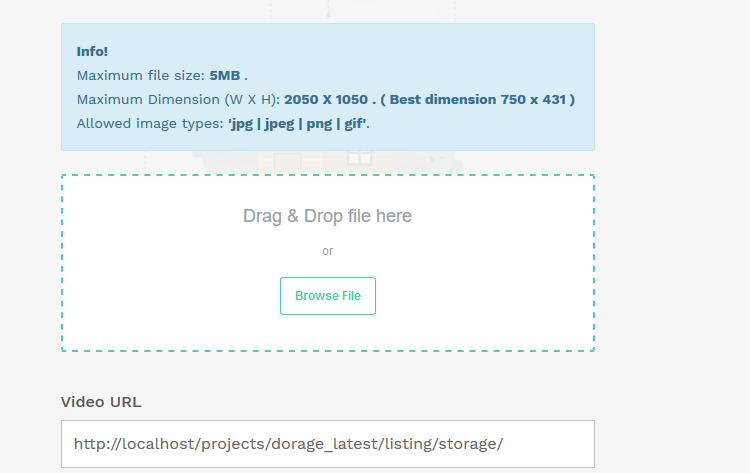 Info!
Maximum file size: 5MB .
Maximum Dimension (W X H): 2050 X 1050 . ( Best dimension 750 x 431 )
Allowed image types: 'jpg | jpeg | png | gif'.
Drag & Drop file here
or
Browse File
Video URL
http://localhost/projects/dorage_latest/listing/storage/